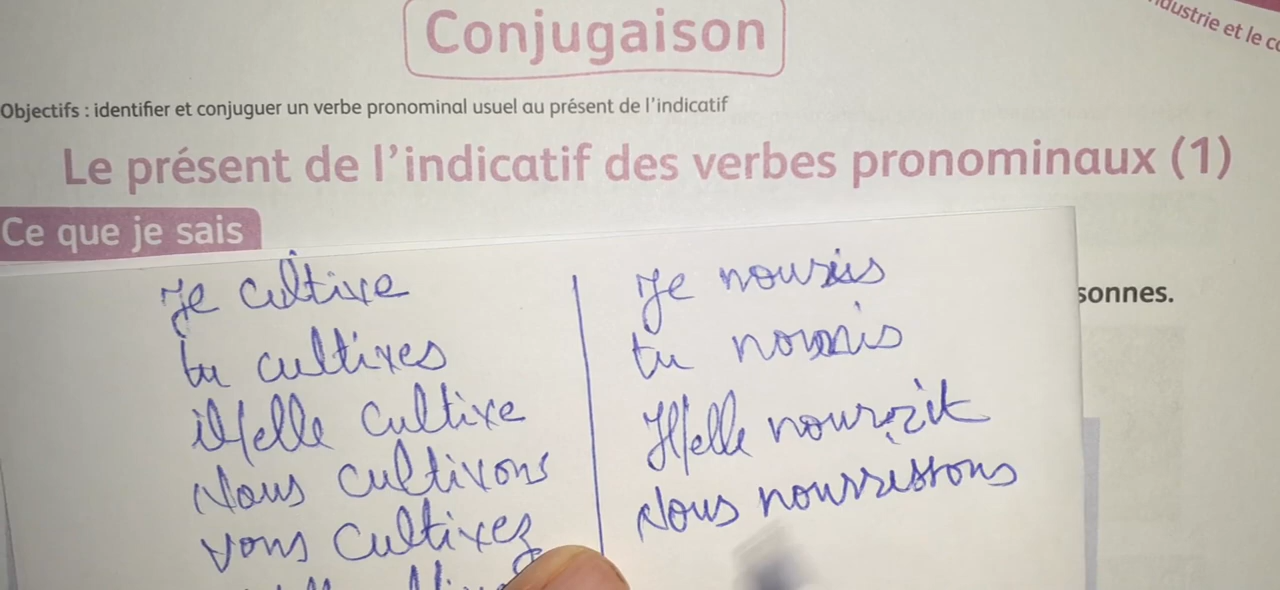 Conjugaison
dustrie et le co
Objectifs : identifier et conjuguer un verbe pronominal usuel au présent de l'indicatif
Le présent de l'indicatif des verbes pronominaux (1)
Ce que je sais
sonnes.
Je cultive
tu cultives
il/elle cultive
Nous cultivons
vous cultivez
Je nourris
tu nourris
Il/elle nourrit
Nous nourrissons